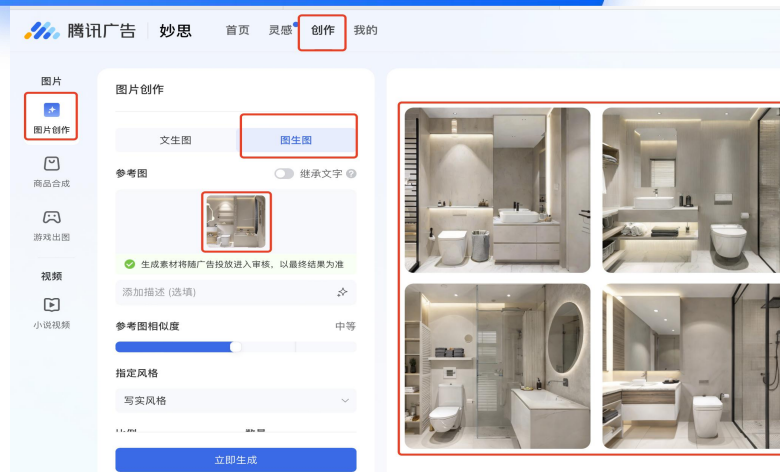 腾讯广告 妙思 首页 灵感 创作 我的
图片
图片创作
商品合成
游戏出图
视频
小说视频
图片创作
文生图 图生图
参考图 继承文字
生成素材将随广告投放进入审核，以最终结果为准
添加描述 (选填)
参考图相似度 中等
指定风格
写实风格
立即生成